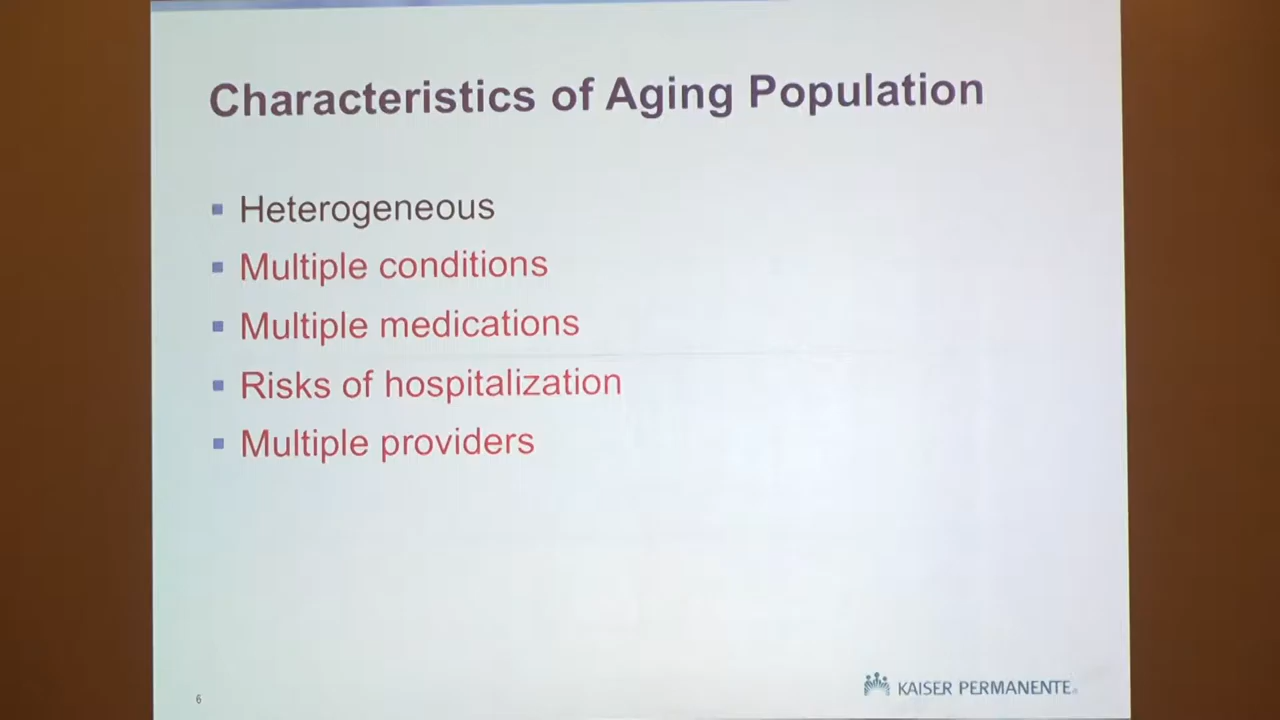 Characteristics of Aging Population
▪ Heterogeneous
▪ Multiple conditions
▪ Multiple medications
▪ Risks of hospitalization
▪ Multiple providers
6
KAISER PERMANENTE®